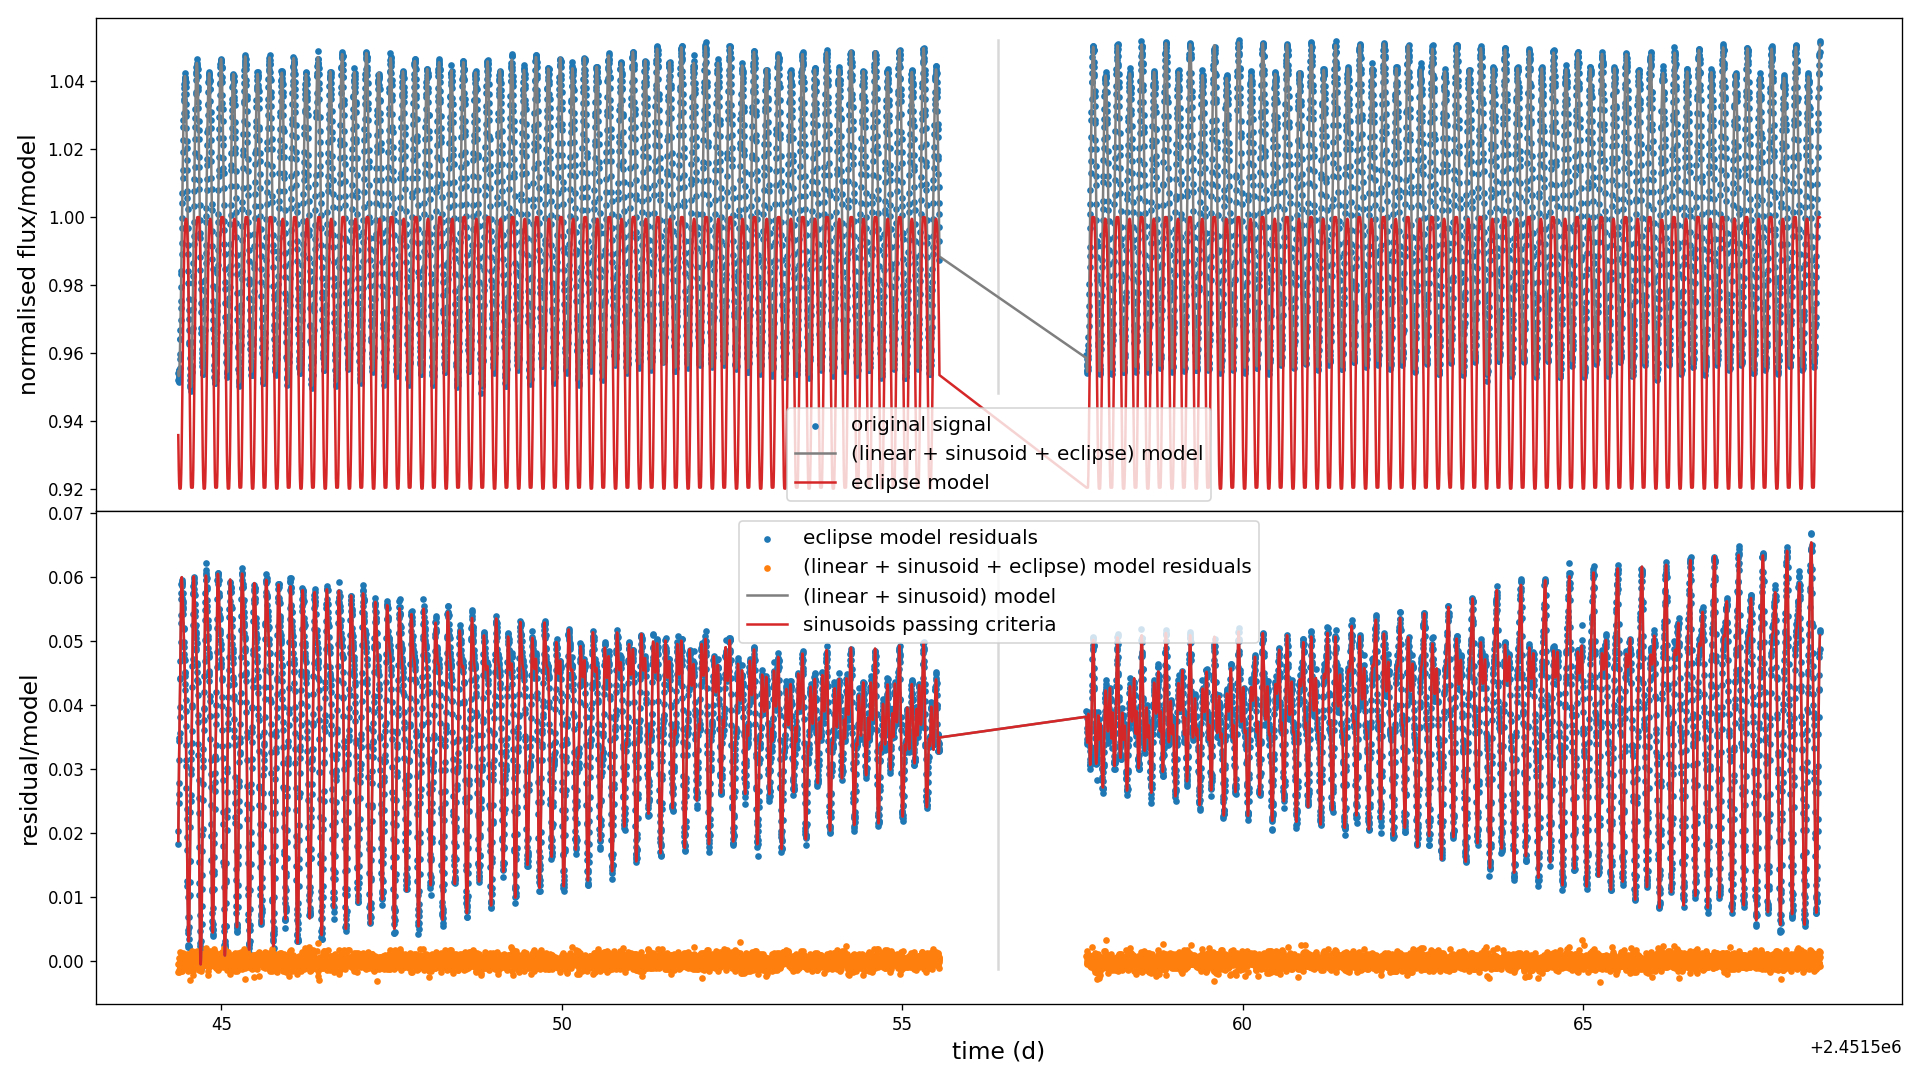 normalised flux/model
1.04
1.02
1.00
0.98
0.96
0.94
0.92
original signal
(linear + sinusoid + eclipse) model
eclipse model
residual/model
0.07
0.06
0.05
0.04
0.03
0.02
0.01
0.00
eclipse model residuals
(linear + sinusoid + eclipse) model residuals
(linear + sinusoid) model
sinusoids passing criteria
45
50
55
60
65
time (d)
+2.4515e6